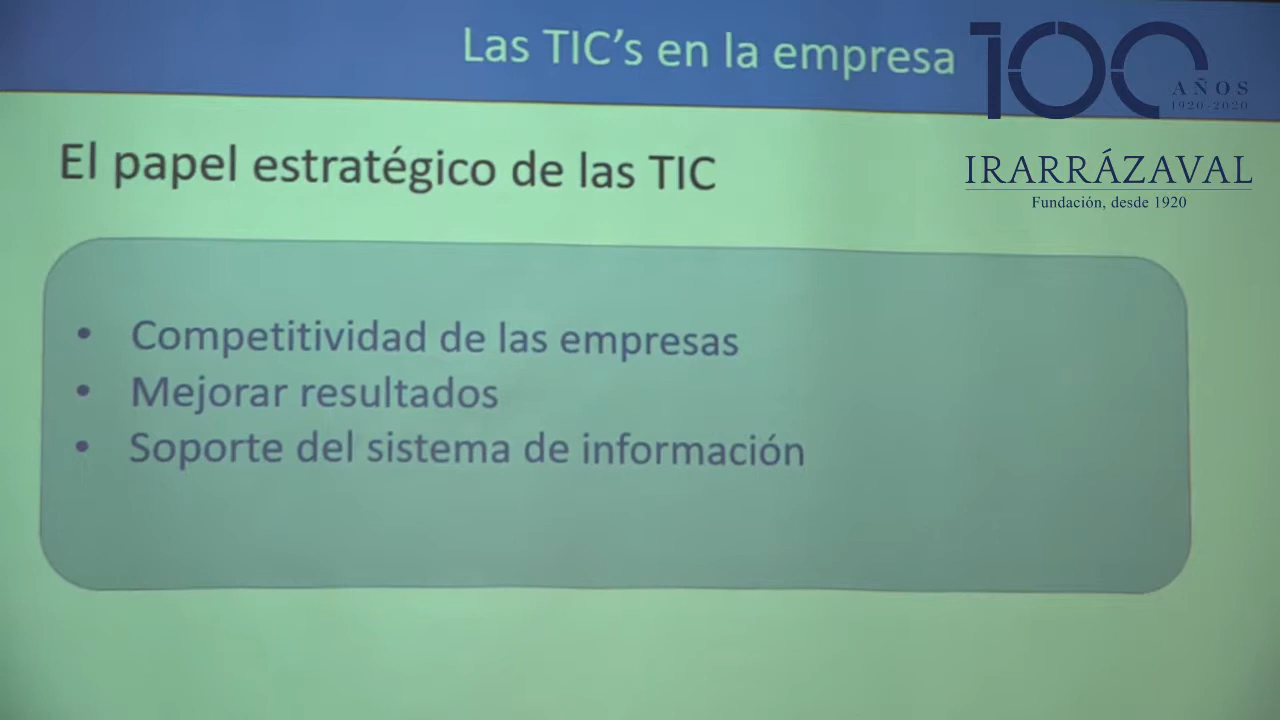 Las TIC's en la empresa
100
AÑOS
1920-2020
IRARRÁZAVAL
Fundación, desde 1920
El papel estratégico de las TIC
• Competitividad de las empresas
• Mejorar resultados
• Soporte del sistema de información